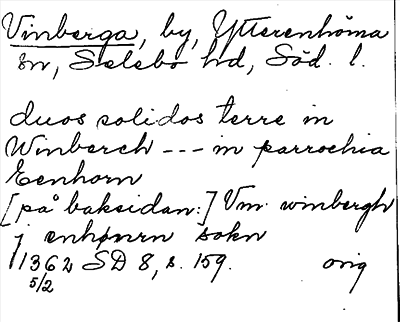 Vinberga, by, Ytterenhörna
sn, Selebo hd, Söd. l.
duos solidos terre in
Winberch --- in parrochia
Eenhorn
[på baksidan:] Vm winbergh
j enhørn sokn
1362 SD 8, s. 159. orig
5/2